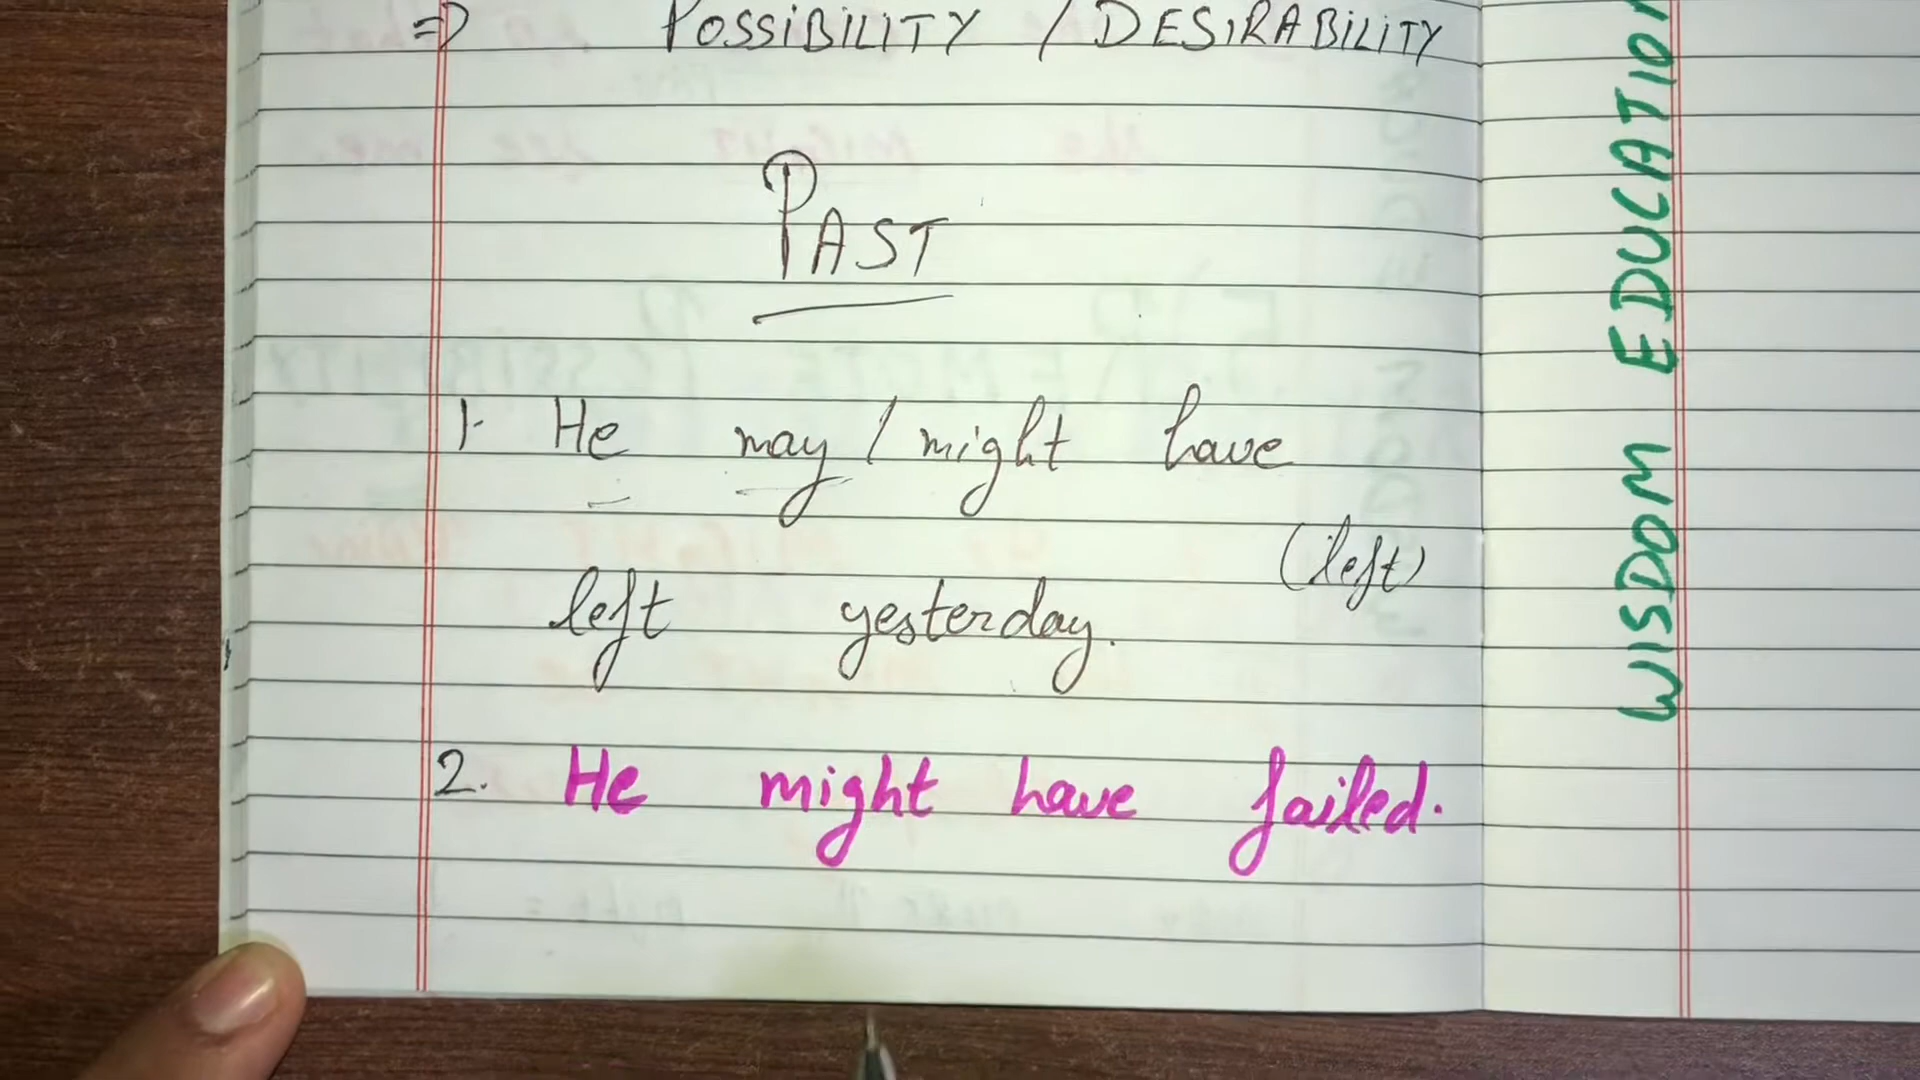 ⇒ POSSIBILITY / DESIRABILITY
PAST
1. He may / might have
(left)
left yesterday.
2. He might have failed.
WISDOM EDUCATION